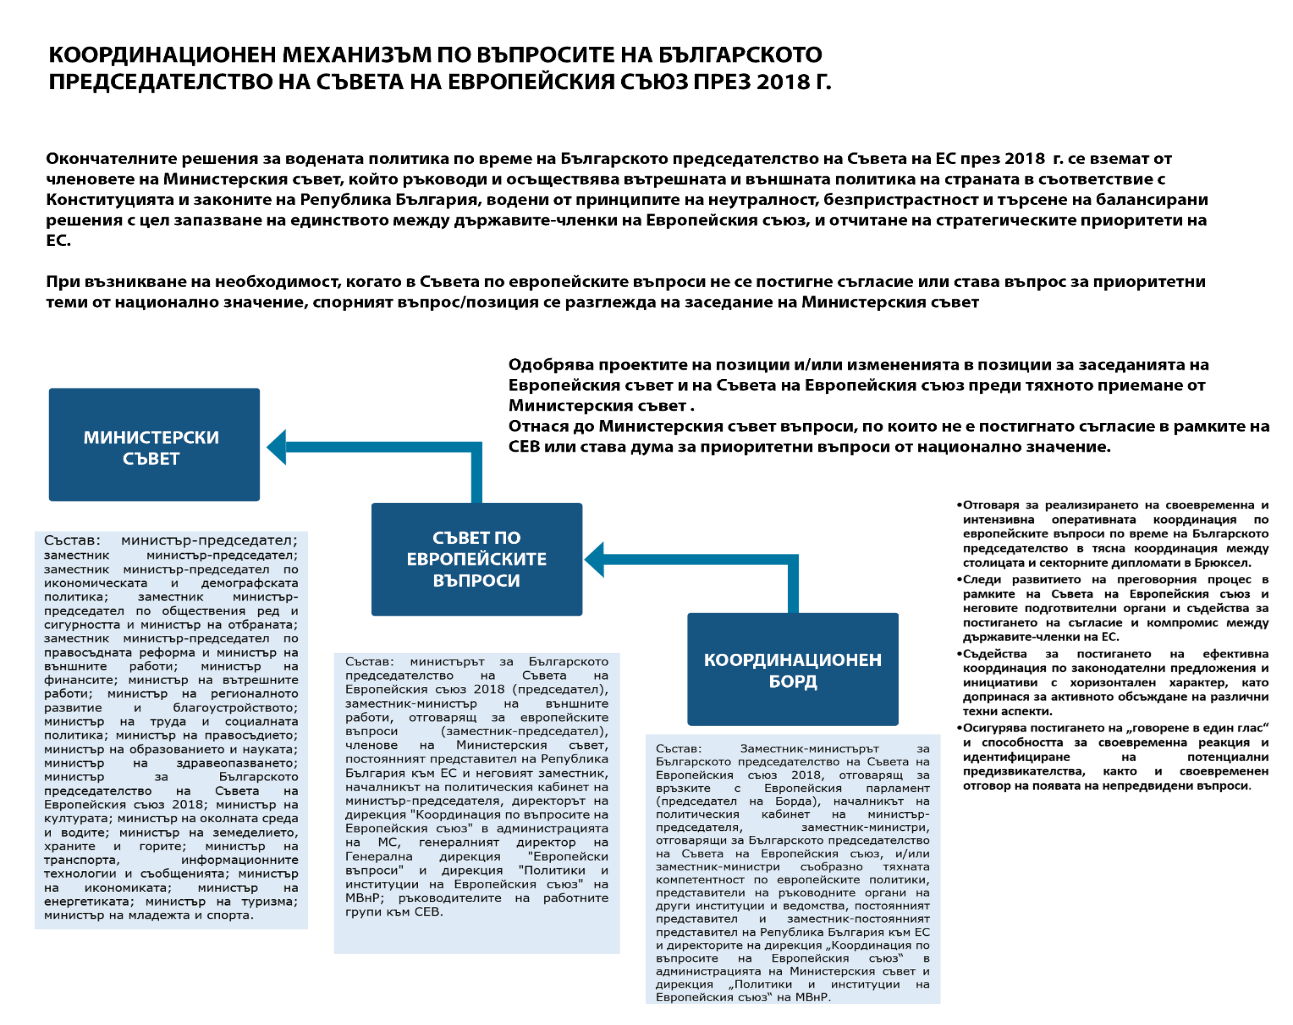 КООРДИНАЦИОНЕН МЕХАНИЗЪМ ПО ВЪПРОСИТЕ НА БЪЛГАРСКОТО
ПРЕДСЕДАТЕЛСТВО НА СЪВЕТА НА ЕВРОПЕЙСКИЯ СЪЮЗ ПРЕЗ 2018 Г.
Окончателните решения за водената политика по време на Българското председателство на Съвета на ЕС през 2018 г. се вземат от
членовете на Министерския съвет, който ръководи и осъществява вътрешната и външната политика на страната в съответствие с
Конституцията и законите на Република България, водени от принципите на неутралност, безпристрастност и търсене на балансирани
решения с цел запазване на единството между държавите-членки на Европейския съюз, и отчитане на стратегическите приоритети на
ЕС.
При възникване на необходимост, когато в Съвета по европейските въпроси не се постигне съгласие или става въпрос за приоритетни
теми от национално значение, спорният въпрос/позиция се разглежда на заседание на Министерския съвет
Одобрява проектите на позиции и/или измененията в позиции за заседанията на
Европейския съвет и на Съвета на Европейския съюз преди тяхното приемане от
Министерския съвет .
Отнася до Министерския съвет въпроси, по които не е постигнато съгласие в рамките на
СЕВ или става дума за приоритетни въпроси от национално значение.
МИНИСТЕРСКИ
СЪВЕТ
Състав: министър-председател;
заместник министър-председател;
заместник министър-председател по
икономическата и демографската
политика; заместник министър-
председател по обществения ред и
сигурността и министър на отбраната;
заместник министър-председател по
правосъдната реформа и министър на
външните работи; министър на
финансите; министър на вътрешните
работи; министър на регионалното
развитие и благоустройството;
министър на труда и социалната
политика; министър на правосъдието;
министър на образованието и науката;
министър на здравеопазването;
министър за Българското
председателство на Съвета на
Европейския съюз 2018; министър на
културата; министър на околната среда
и водите; министър на земеделието,
храните и горите; министър на
транспорта, информационните
технологии и съобщенията; министър
на икономиката; министър на
енергетиката; министър на туризма;
министър на младежта и спорта.
СЪВЕТ ПО
ЕВРОПЕЙСКИТЕ
ВЪПРОСИ
Състав: министърът за Българското
председателство на Съвета на
Европейския съюз 2018 (председател),
заместник-министър на външните
работи, отговарящ за европейските
въпроси (заместник-председател),
членове на Министерския съвет,
постоянният представител на Република
България към ЕС и неговият заместник,
началникът на политическия кабинет на
министър-председателя, директорът на
дирекция "Координация по въпросите на
Европейския съюз" в администрацията
на МС, генералният директор на
Генерална дирекция "Европейски
въпроси" и дирекция "Политики и
институции на Европейския съюз" на
МВнР; ръководителите на работните
групи към СЕВ.
КООРДИНАЦИОНЕН
БОРД
Състав: Заместник-министърът за
Българското председателство на Съвета на
Европейския съюз 2018, отговарящ за
връзките с Европейския парламент
(председател на Борда), началникът на
политическия кабинет на министър-
председателя, заместник-министри,
отговарящи за Българското председателство
на Съвета на Европейския съюз, и/или
заместник-министри съобразно тяхната
компетентност по европейските политики,
представители на ръководните органи на
други институции и ведомства, постоянният
представител и заместник-постоянният
представител на Република България към ЕС
и директорите на дирекция „Координация по
въпросите на Европейския съюз“ в
администрацията на Министерския съвет и
дирекция „Политики и институции на
Европейския съюз“ на МВнР.
•Отговаря за реализирането на своевременна и
интензивна оперативната координация по
европейските въпроси по време на Българското
председателство в тясна координация между
столицата и секторните дипломати в Брюксел.
•Следи развитието на преговорния процес в
рамките на Съвета на Европейския съюз и
неговите подготвителни органи и съдейства за
постигането на съгласие и компромис между
държавите-членки на ЕС.
•Съдейства за постигането на ефективна
координация по законодателни предложения и
инициативи с хоризонтален характер, като
допринася за активното обсъждане на различни
техни аспекти.
•Осигурява постигането на „говорене в един глас“
и способността за своевременна реакция и
идентифициране на потенциални
предизвикателства, както и своевременен
отговор на появата на непредвидени въпроси.